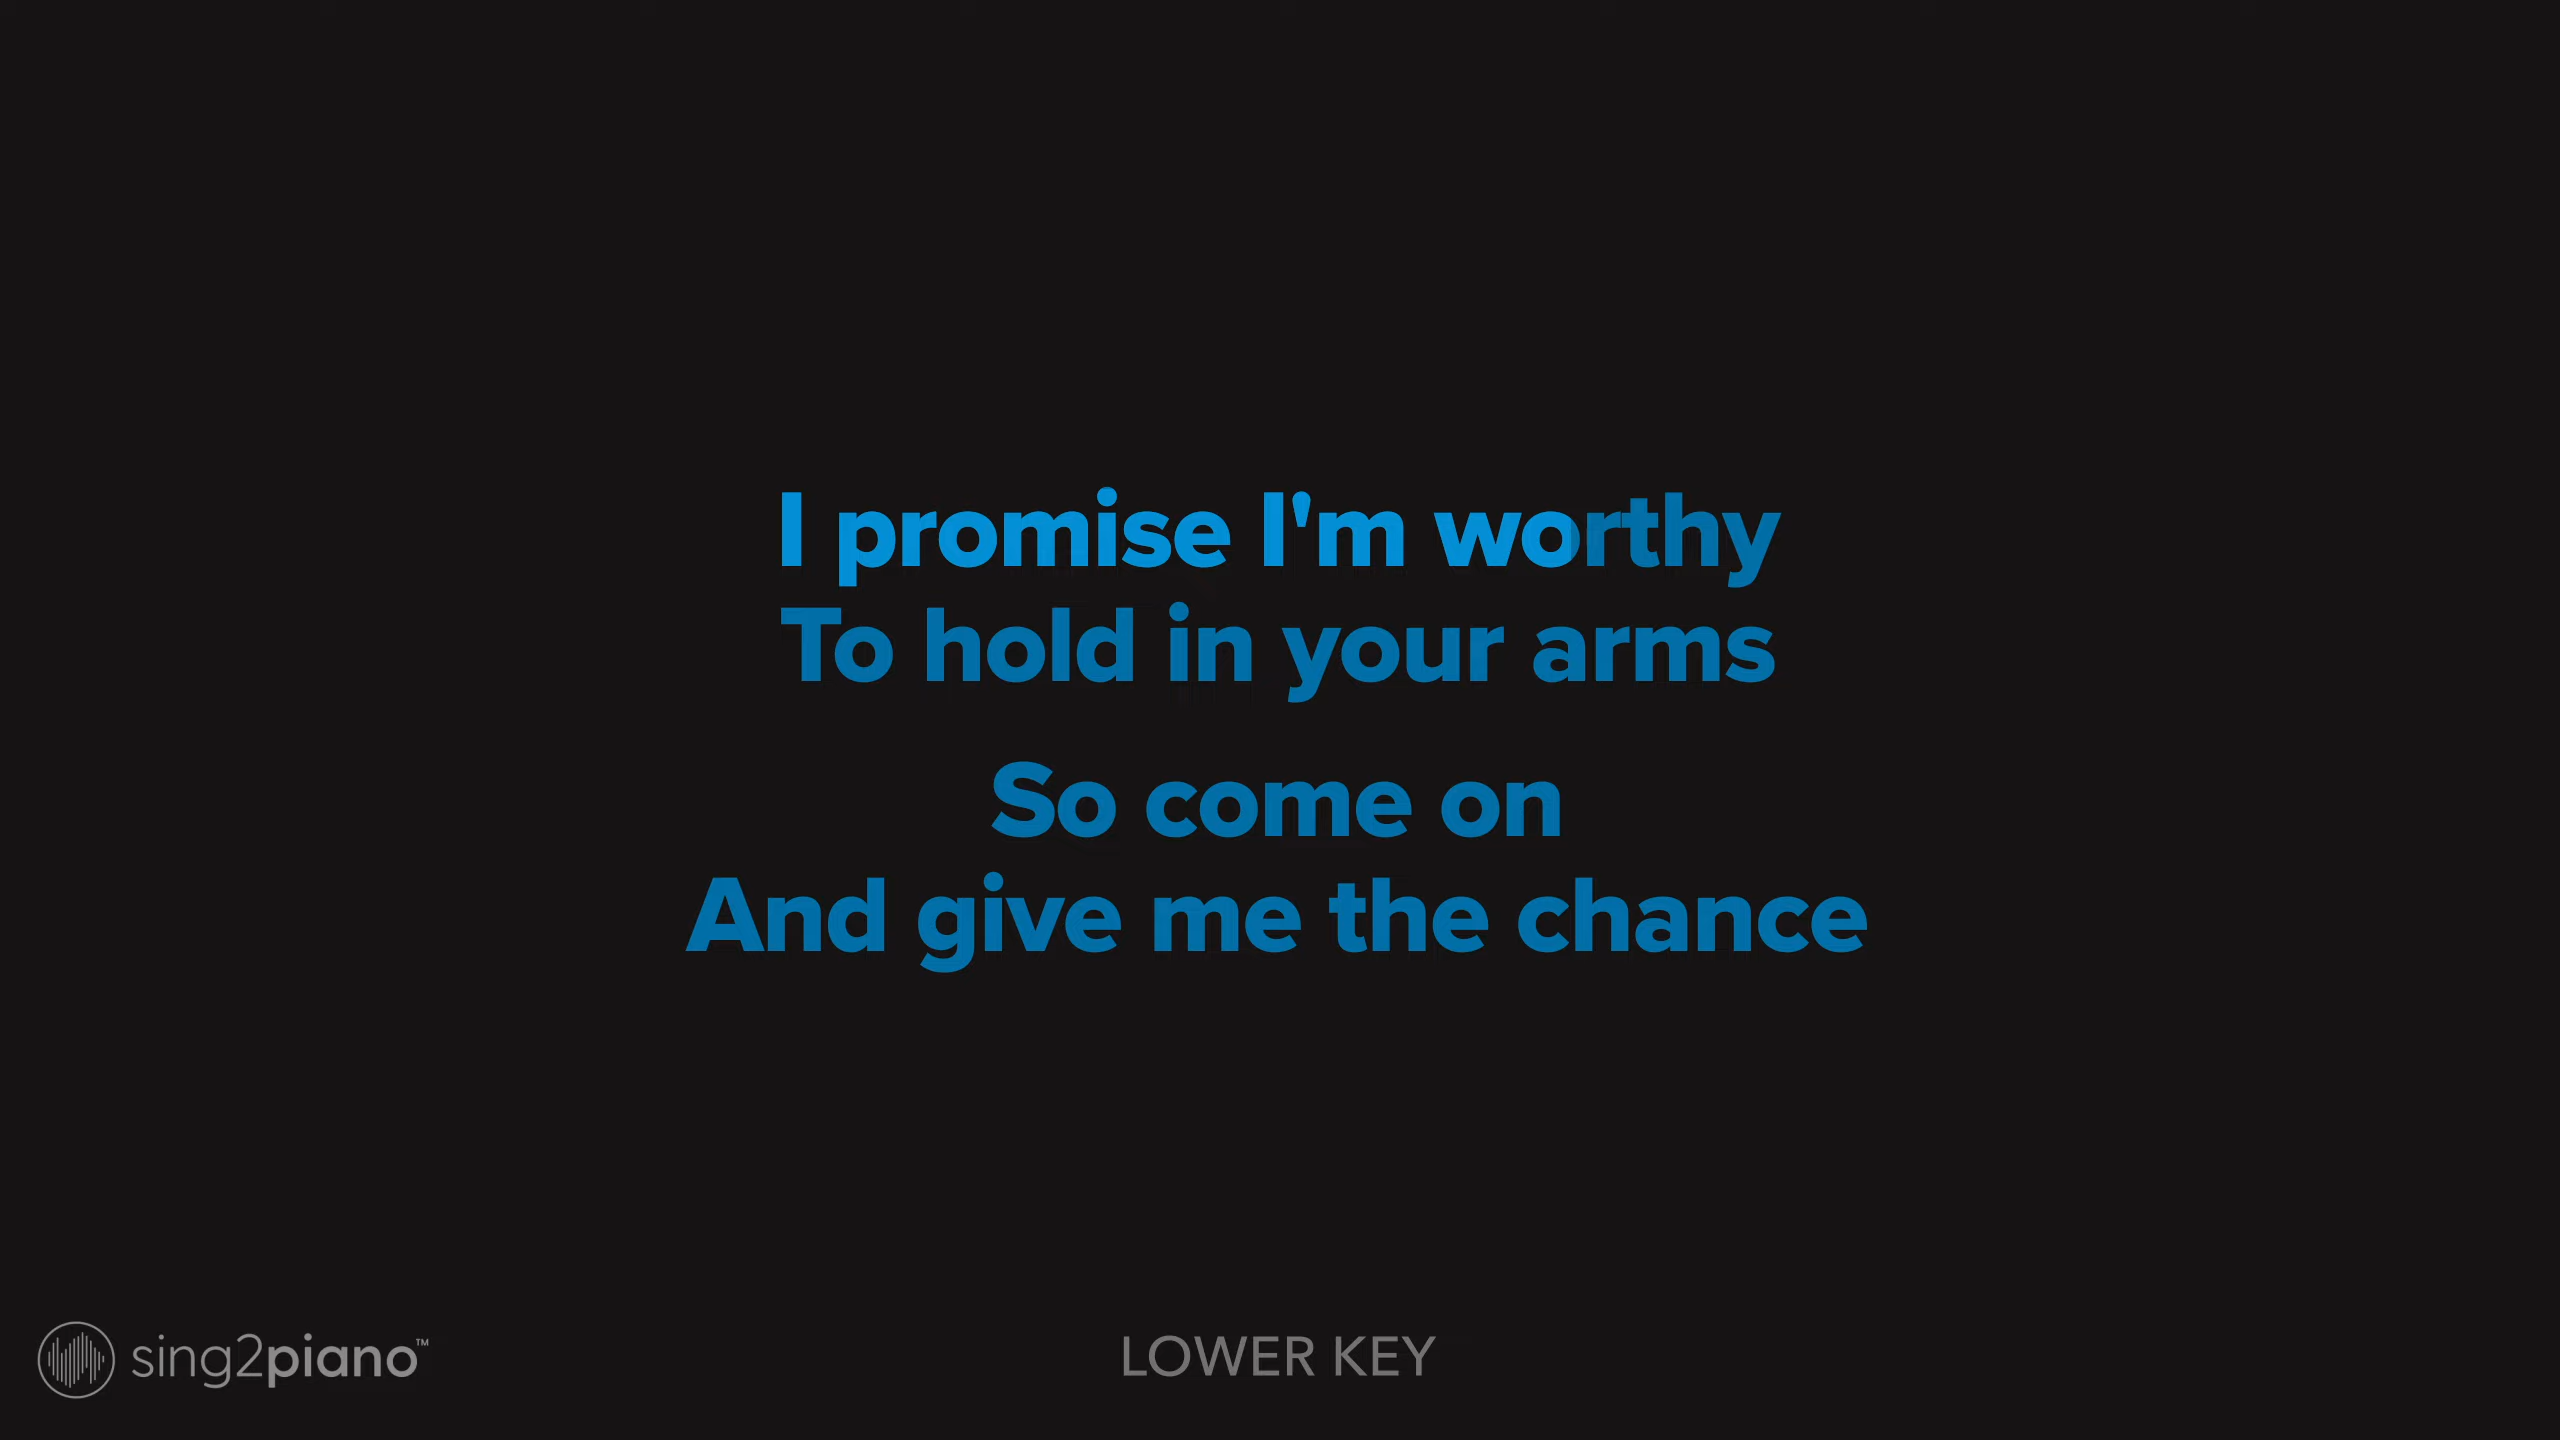 I promise I'm worthy
To hold in your arms
So come on
And give me the chance
sing2piano™
LOWER KEY